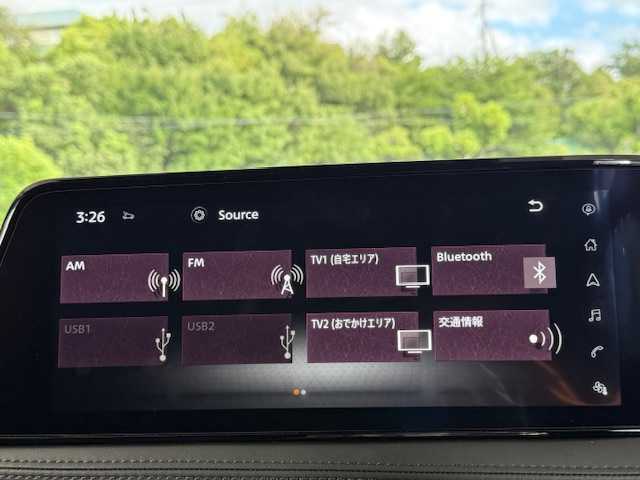 3:26
Source
AM
FM
TV1 (自宅エリア)
Bluetooth
USB1
USB2
TV2 (おでかけエリア)
交通情報